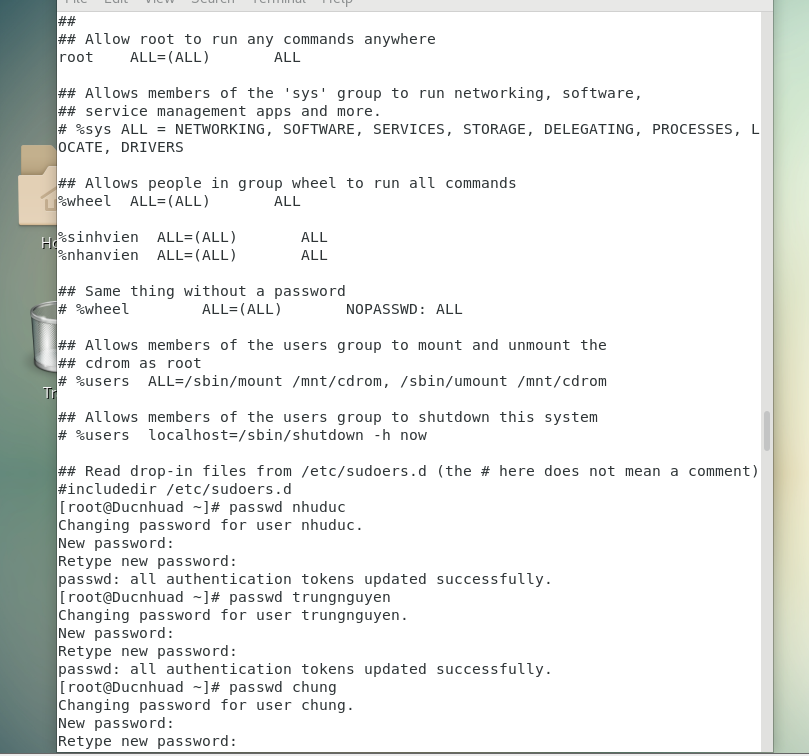 File Edit View Search Terminal Help
##
## Allow root to run any commands anywhere
root    ALL=(ALL)       ALL
## Allows members of the 'sys' group to run networking, software,
## service management apps and more.
# %sys ALL = NETWORKING, SOFTWARE, SERVICES, STORAGE, DELEGATING, PROCESSES, L
OCATE, DRIVERS
## Allows people in group wheel to run all commands
%wheel  ALL=(ALL)       ALL
%sinhvien  ALL=(ALL)       ALL
%nhanvien  ALL=(ALL)       ALL
## Same thing without a password
# %wheel        ALL=(ALL)       NOPASSWD: ALL
## Allows members of the users group to mount and unmount the
## cdrom as root
# %users  ALL=/sbin/mount /mnt/cdrom, /sbin/umount /mnt/cdrom
## Allows members of the users group to shutdown this system
# %users  localhost=/sbin/shutdown -h now
## Read drop-in files from /etc/sudoers.d (the # here does not mean a comment)
#includedir /etc/sudoers.d
[root@Ducnhuad ~]# passwd nhuduc
Changing password for user nhuduc.
New password:
Retype new password:
passwd: all authentication tokens updated successfully.
[root@Ducnhuad ~]# passwd trungnguyen
Changing password for user trungnguyen.
New password:
Retype new password:
passwd: all authentication tokens updated successfully.
[root@Ducnhuad ~]# passwd chung
Changing password for user chung.
New password:
Retype new password: